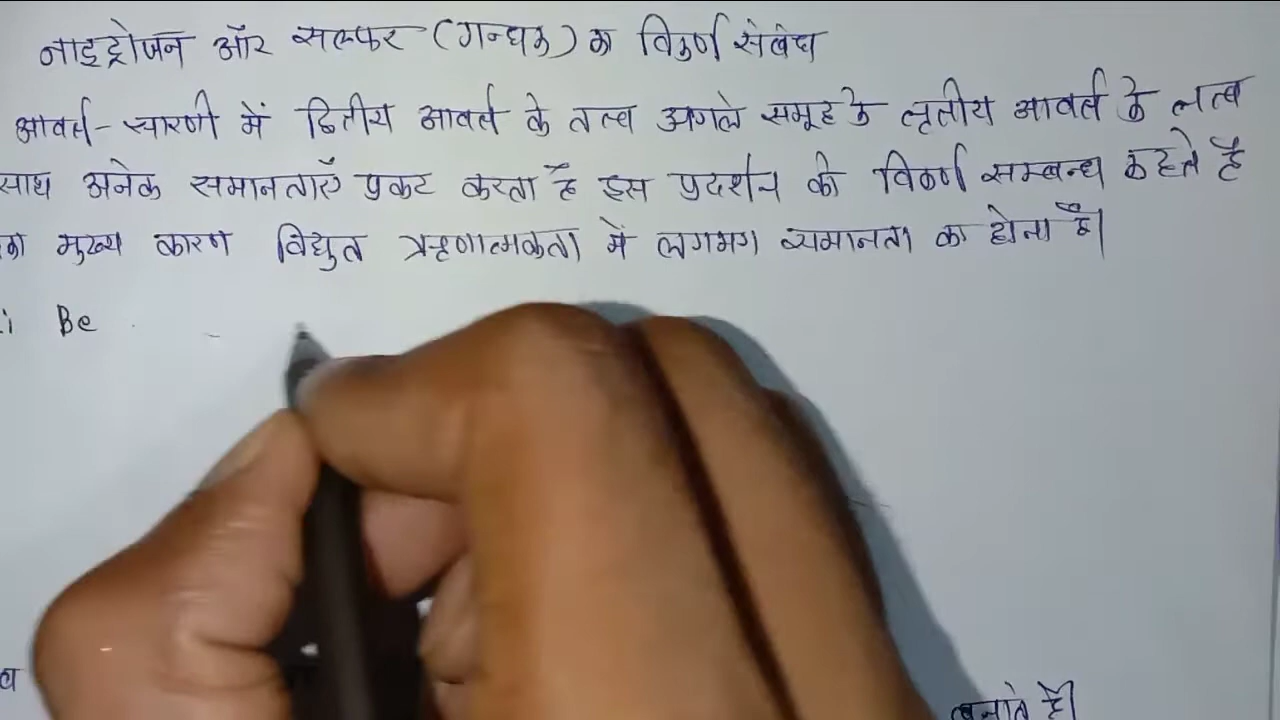 नाइट्रोजन और सल्फर (गन्धक) का विकर्ण संबंध
आवर्त-सारणी में द्वितीय आवर्त के तत्व अगले समूह के तृतीय आवर्त के तत्व
साथ अनेक समानताएँ प्रकट करता है इस प्रदर्शन को विकर्ण सम्बन्ध कहते है
का मुख्य कारण विद्युत ऋणात्मकता में लगभग समानता का होना है।
i Be
बनाते है।